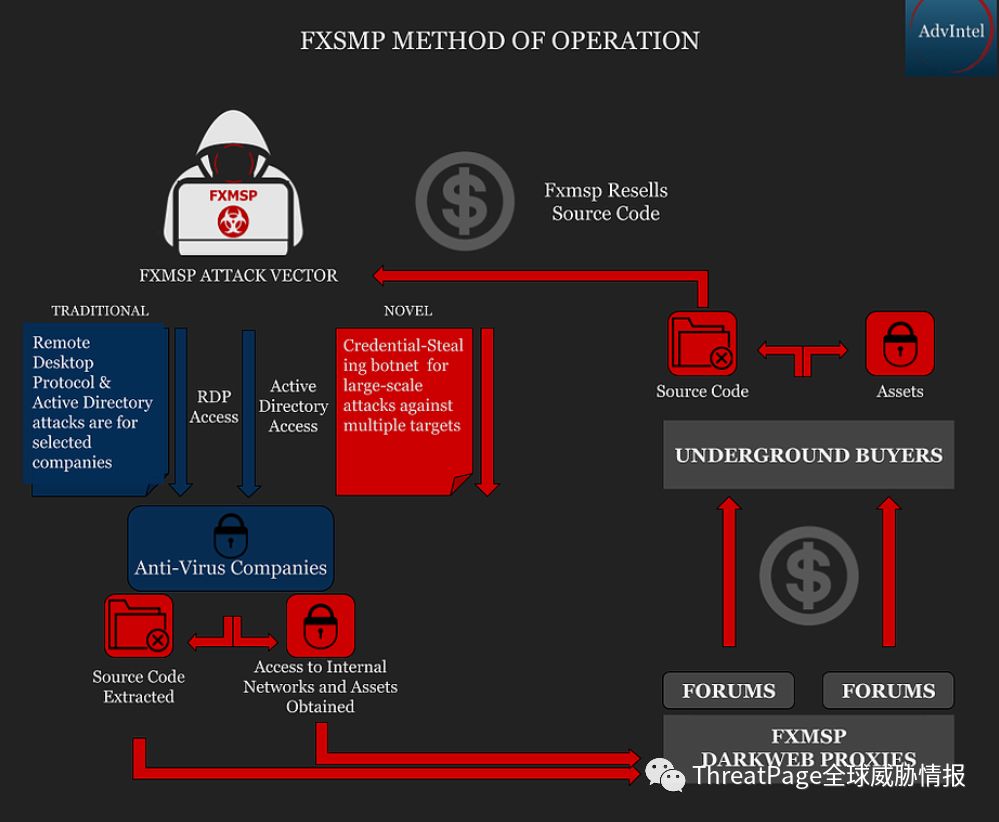 FXSMP METHOD OF OPERATION
AdvIntel
FXMSP
Fxmsp Resells
Source Code
FXMSP ATTACK VECTOR
TRADITIONAL
NOVEL
Remote
Desktop
Protocol &
Active Directory
attacks are for
selected
companies
RDP
Access
Active
Directory
Access
Credential-Steal
ing botnet for
large-scale
attacks against
multiple targets
Source Code
Assets
UNDERGROUND BUYERS
Anti-Virus Companies
Source Code
Extracted
Access to Internal
Networks and Assets
Obtained
FORUMS
FORUMS
FXMSP
DARKWEB PROXIES
ThreatPage全球威胁情报